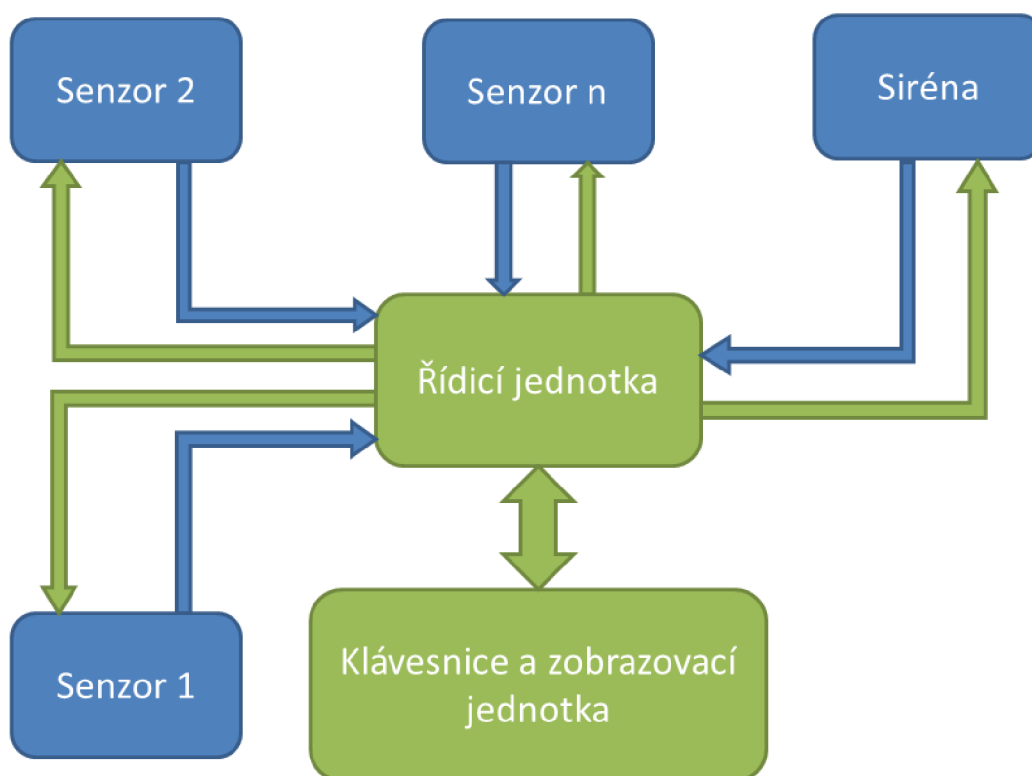 Senzor 2
Senzor n
Siréna
Řídicí jednotka
Senzor 1
Klávesnice a zobrazovací
jednotka